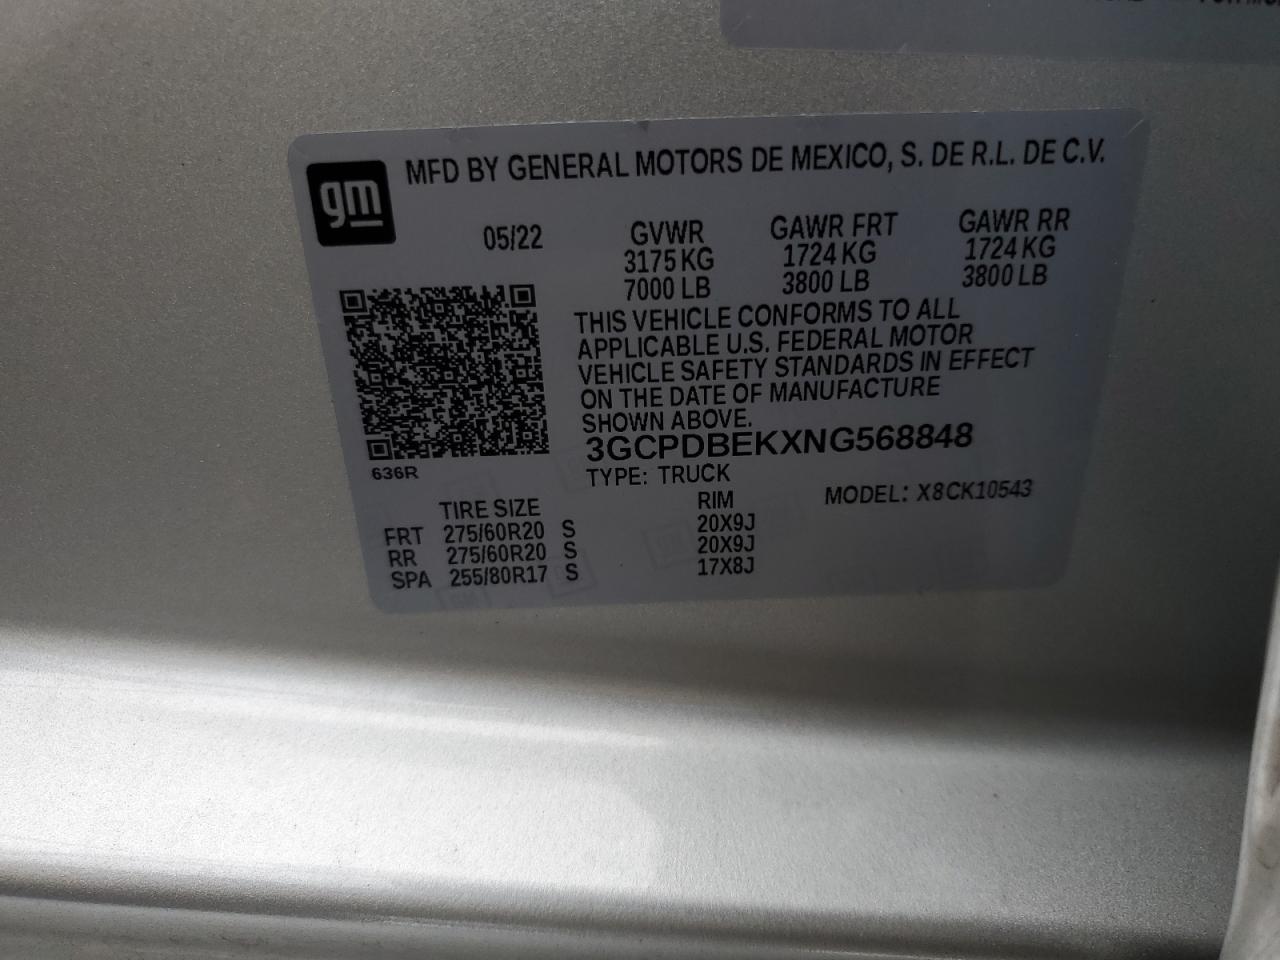 gm
MFD BY GENERAL MOTORS DE MEXICO, S. DE R.L. DE C.V.
05/22 GVWR GAWR FRT GAWR RR
3175 KG 1724 KG 1724 KG
7000 LB 3800 LB 3800 LB
THIS VEHICLE CONFORMS TO ALL
APPLICABLE U.S. FEDERAL MOTOR
VEHICLE SAFETY STANDARDS IN EFFECT
ON THE DATE OF MANUFACTURE
SHOWN ABOVE.
3GCPDBEKXNG568848
636R
TYPE: TRUCK
MODEL: X8CK10543
TIRE SIZE RIM
FRT 275/60R20 S 20X9J
RR 275/60R20 S 20X9J
SPA 255/80R17 S 17X8J